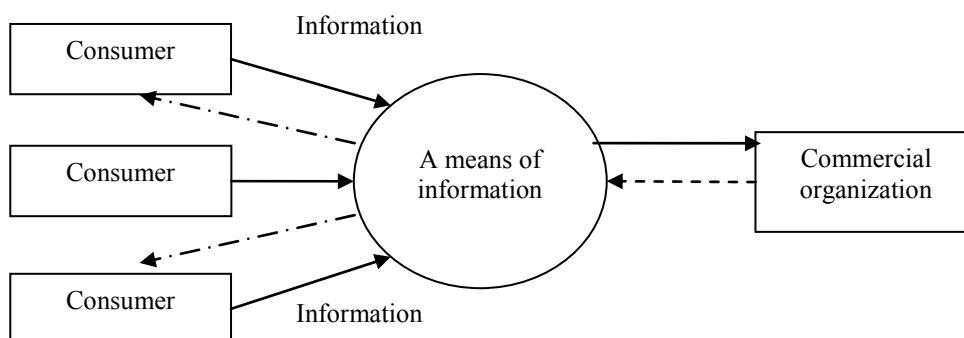 Information
Consumer
Consumer
A means of
information
Commercial
organization
Consumer
Information